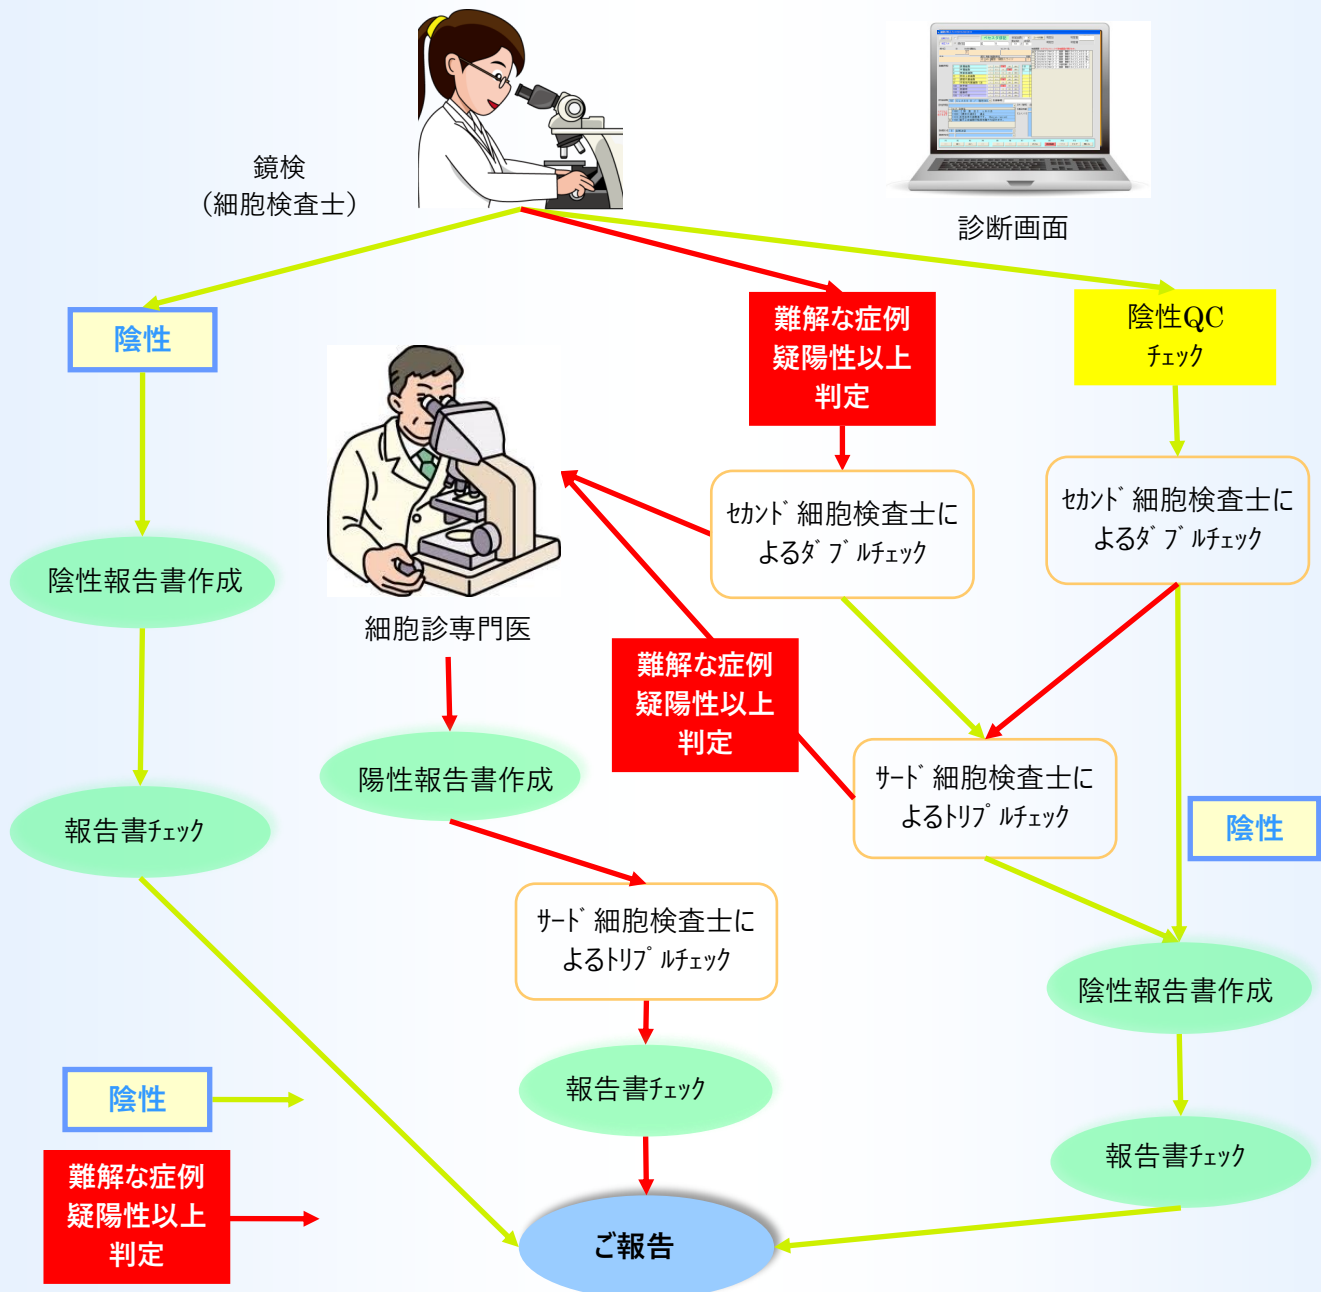 鏡検
（細胞検査士）
診断画面
陰性
難解な症例
疑陽性以上
判定
陰性QC
ﾁｪｯｸ
ｾｶﾝﾄﾞ細胞検査士に
よるﾀﾞﾌﾞﾙﾁｪｯｸ
ｾｶﾝﾄﾞ細胞検査士に
よるﾀﾞﾌﾞﾙﾁｪｯｸ
陰性報告書作成
細胞診専門医
難解な症例
疑陽性以上
判定
陽性報告書作成
ｻｰﾄﾞ細胞検査士に
よるﾄﾘﾌﾟﾙﾁｪｯｸ
報告書ﾁｪｯｸ
陰性
ｻｰﾄﾞ細胞検査士に
よるﾄﾘﾌﾟﾙﾁｪｯｸ
陰性報告書作成
報告書ﾁｪｯｸ
陰性
報告書ﾁｪｯｸ
難解な症例
疑陽性以上
判定
ご報告